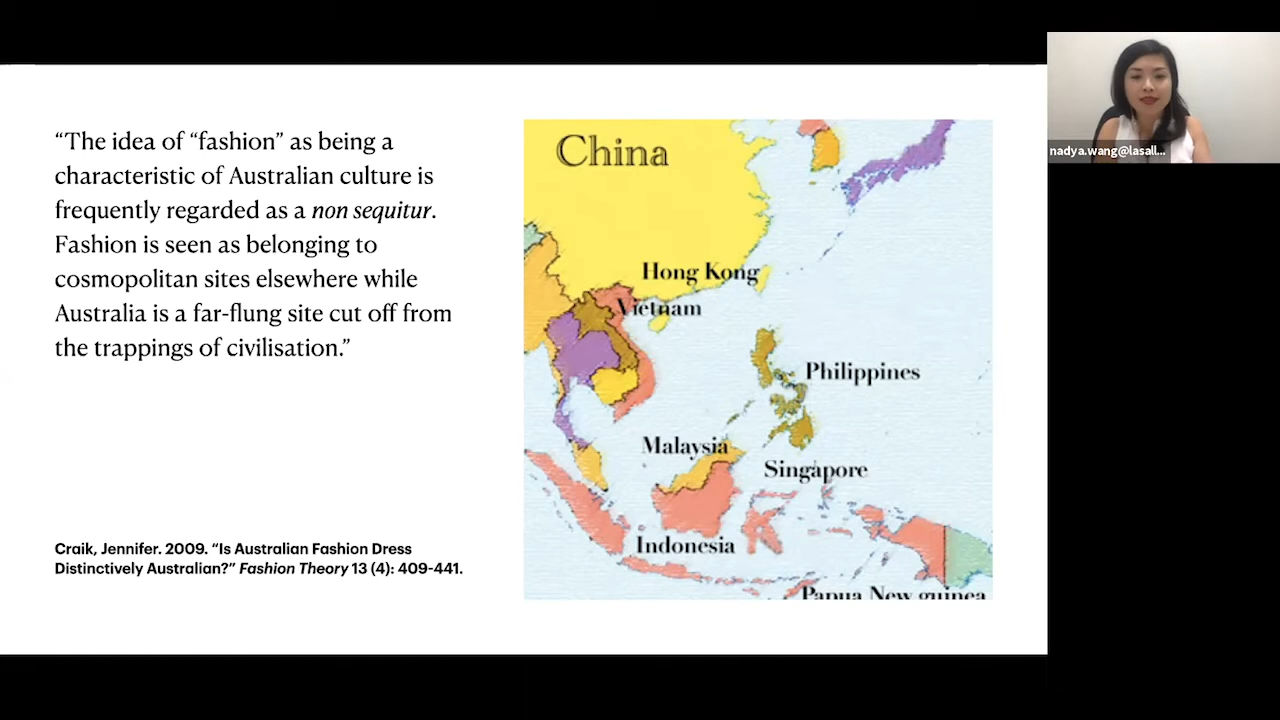 “The idea of “fashion” as being a
characteristic of Australian culture is
frequently regarded as a non sequitur.
Fashion is seen as belonging to
cosmopolitan sites elsewhere while
Australia is a far-flung site cut off from
the trappings of civilisation.”
Craik, Jennifer. 2009. “Is Australian Fashion Dress
Distinctively Australian?” Fashion Theory 13 (4): 409-441.
China
Hong Kong
Vietnam
Philippines
Malaysia
Singapore
Indonesia
Papua New guinea
nadya.wang@lasall...